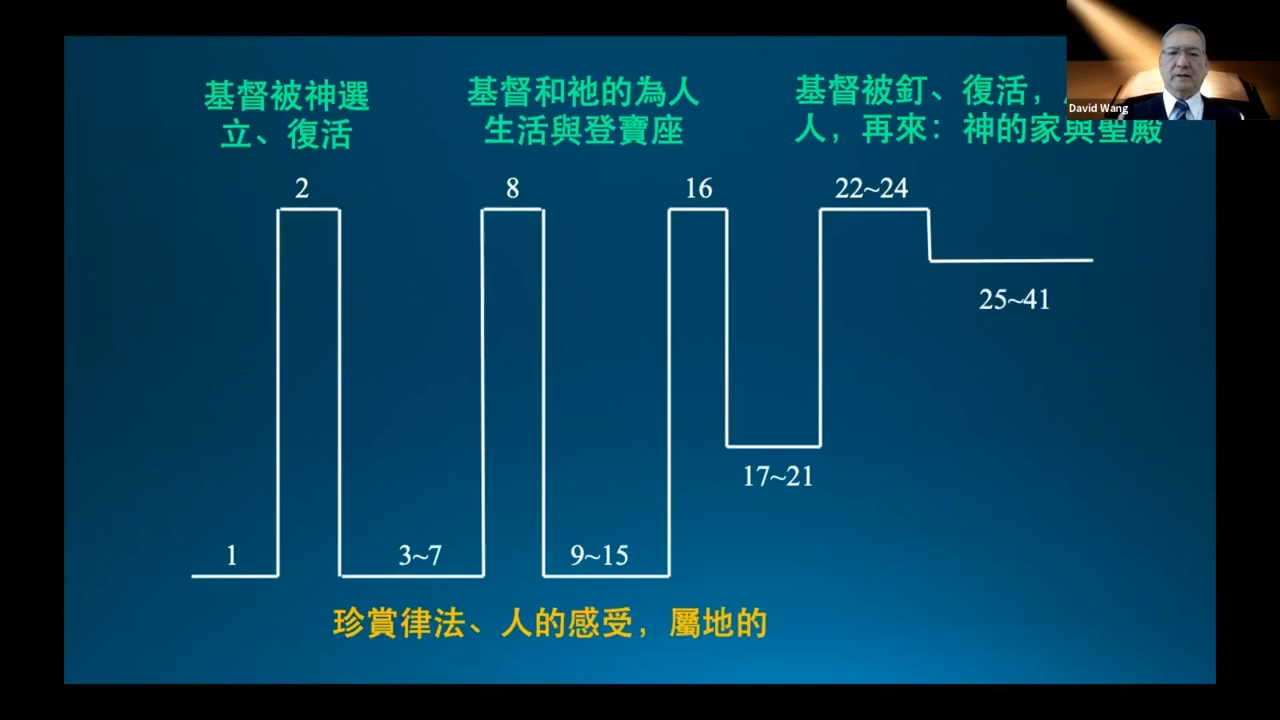 基督被神選
立、復活
基督和祂的為人
生活與登寶座
基督被釘、復活，
人，再來：神的家與聖殿
David Wang
2
8
16
22~24
25~41
17~21
1
3~7
9~15
珍賞律法、人的感受，屬地的